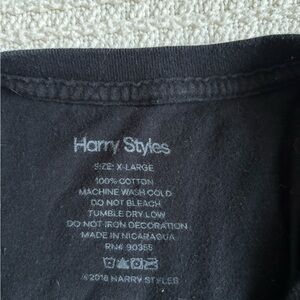 Harry Styles
SIZE: X-LARGE
100% COTTON
MACHINE WASH COLD
DO NOT BLEACH
TUMBLE DRY LOW
DO NOT IRON DECORATION
MADE IN NICARAGUA
RN# 90355
©2018 HARRY STYLES